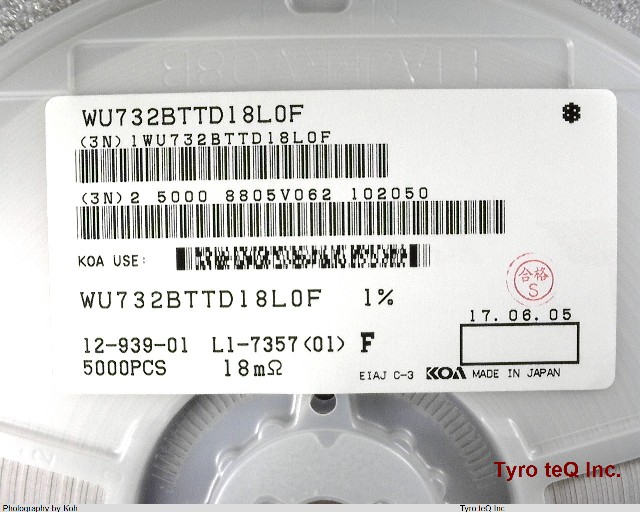 WU732BTTD18L0F
(3N)1WU732BTTD18L0F
(3N)2 5000 8805V062 102050
KOA USE:
WU732BTTD18L0F 1%
合格
S
17.06.05
12-939-01 L1-7357(01) F
5000PCS 18mΩ
EIAJ C-3 KOA MADE IN JAPAN
Tyro teQ Inc.
Photography by Koh
Tyro teQ Inc.